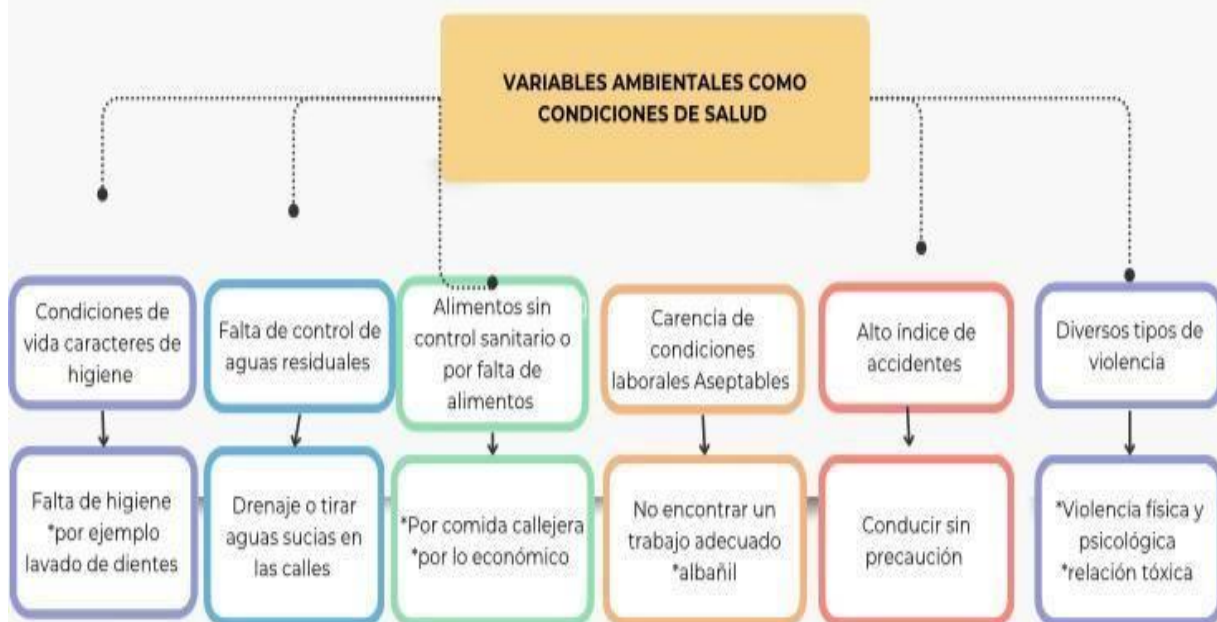 VARIABLES AMBIENTALES COMO
CONDICIONES DE SALUD
Condiciones de
vida caracteres de
higiene
Falta de control de
aguas residuales
Alimentos sin
control sanitario o
por falta de
alimentos
Carencia de
condiciones
laborales Aseptables
Alto índice de
accidentes
Diversos tipos de
violencia
Falta de higiene
*por ejemplo
lavado de dientes
Drenaje o tirar
aguas sucias en
las calles
*Por comida callejera
*por lo económico
No encontrar un
trabajo adecuado
*albañil
Conducir sin
precaución
*Violencia física y
psicológica
*relación tóxica